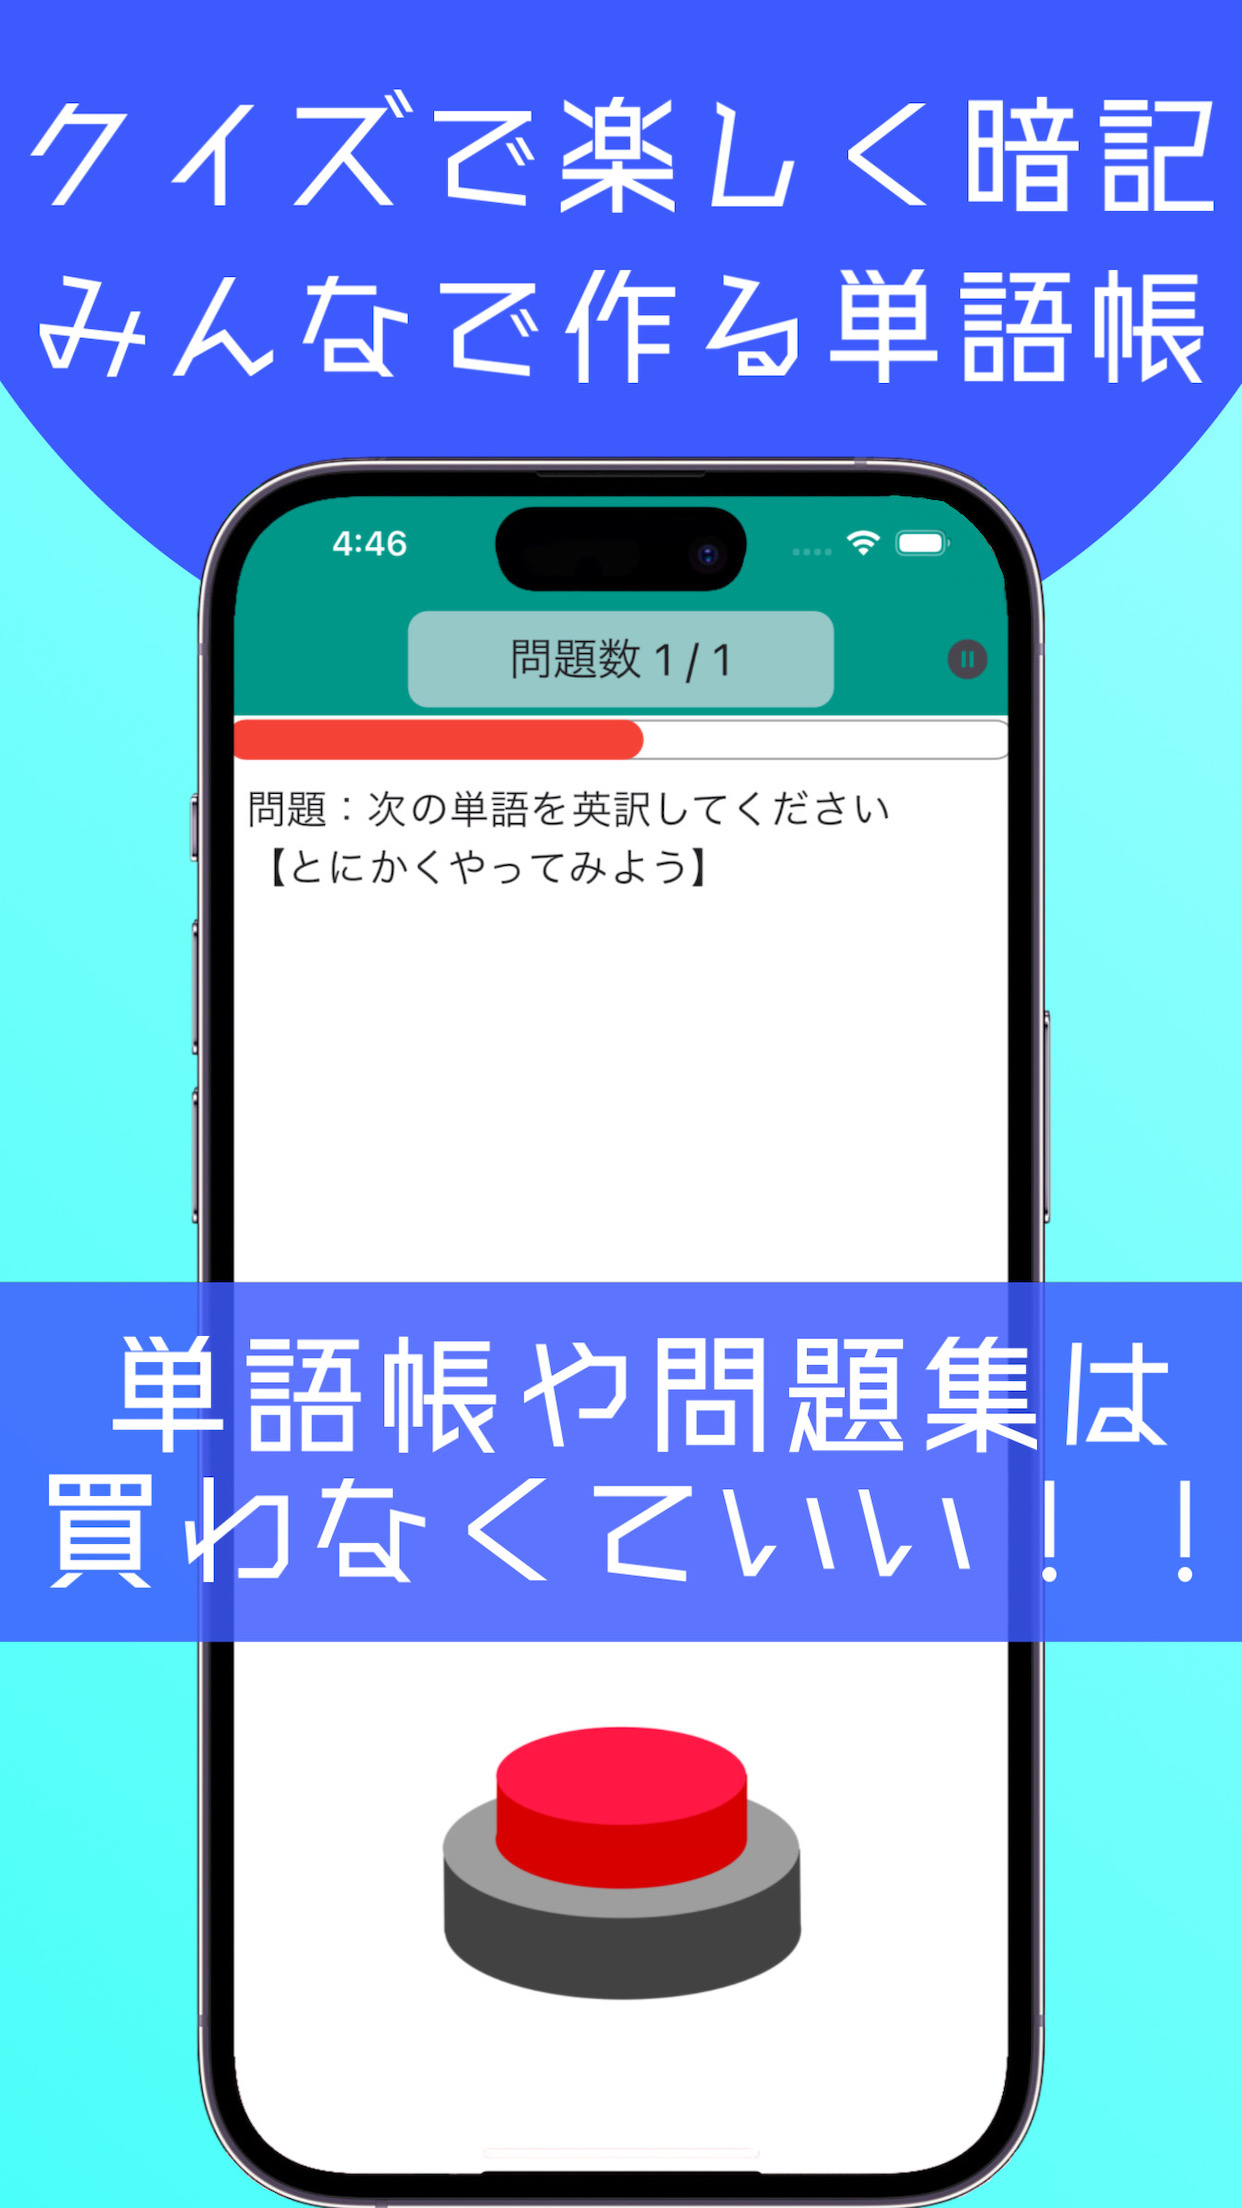 クイズで楽しく暗記
みんなで作る単語帳
4:46
問題数 1 / 1
問題：次の単語を英訳してください
【とにかくやってみよう】
単語帳や問題集は
買わなくていい！！